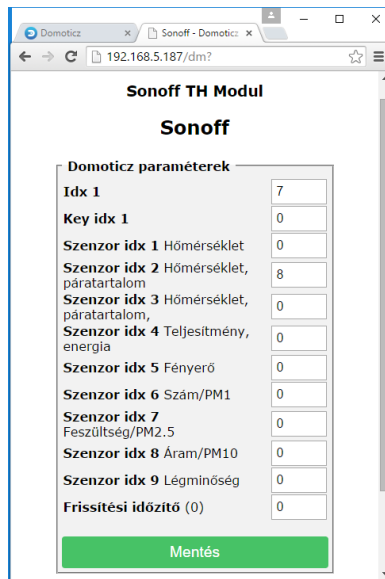 Domoticz
Sonoff - Domoticz
192.168.5.187/dm?
Sonoff TH Modul
Sonoff
Domoticz paraméterek
Idx 1 7
Key idx 1 0
Szenzor idx 1 Hőmérséklet 0
Szenzor idx 2 Hőmérséklet,
páratartalom 8
Szenzor idx 3 Hőmérséklet,
páratartalom, 0
Szenzor idx 4 Teljesítmény,
energia 0
Szenzor idx 5 Fényerő 0
Szenzor idx 6 Szám/PM1 0
Szenzor idx 7
Feszültség/PM2.5 0
Szenzor idx 8 Áram/PM10 0
Szenzor idx 9 Légminőség 0
Frissítési időzítő (0) 0
Mentés